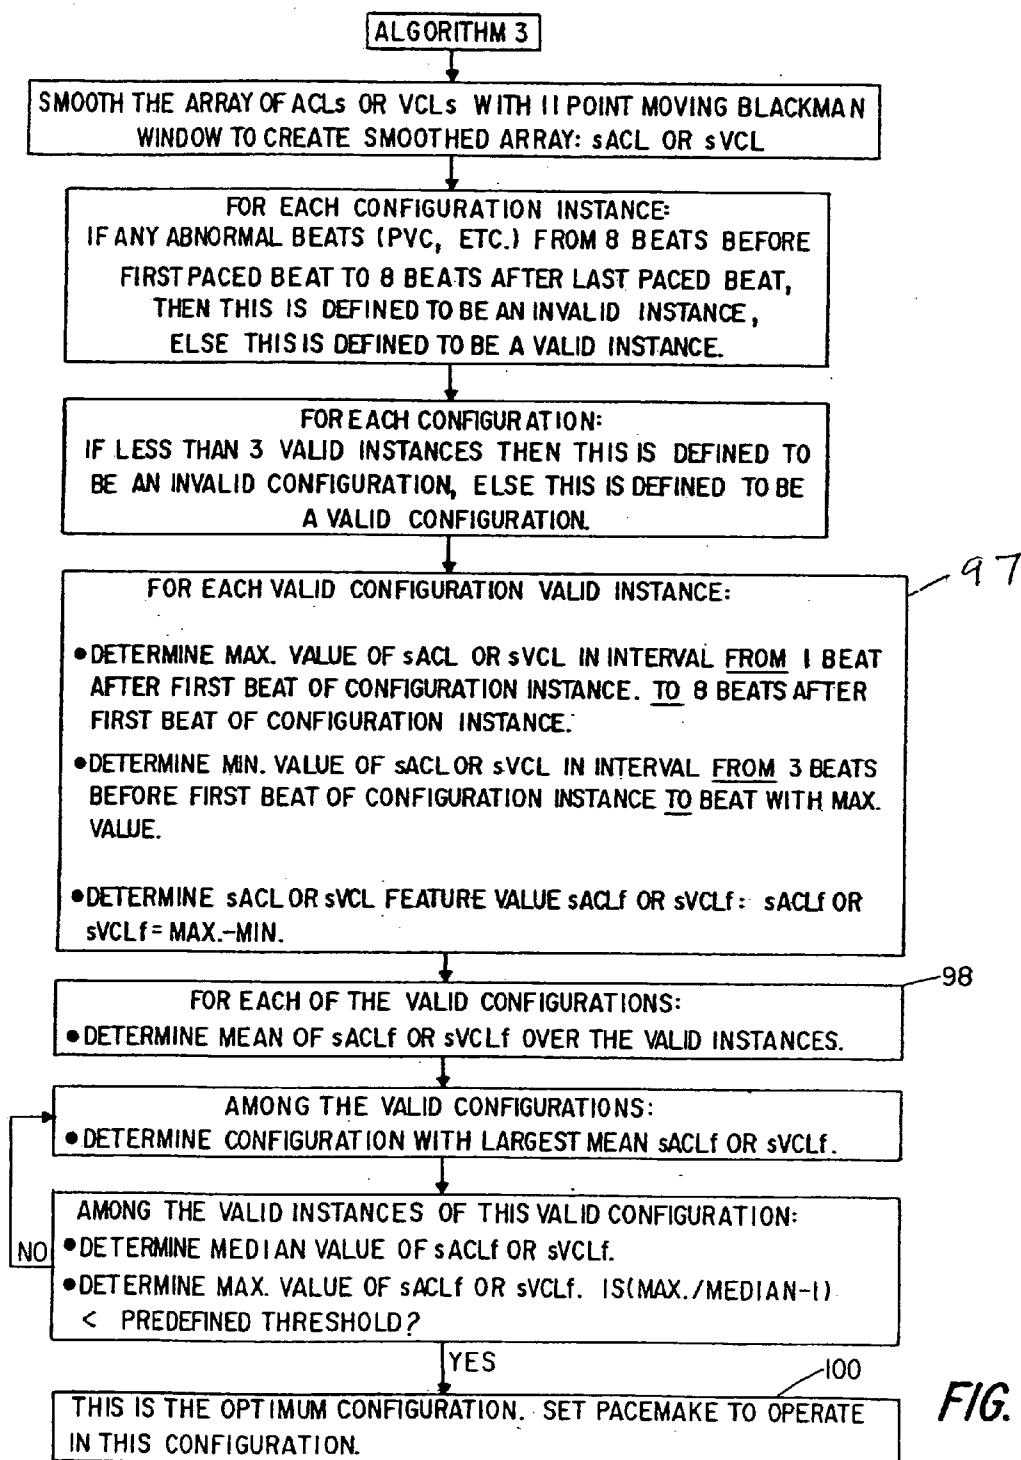 ALGORITHM 3
SMOOTH THE ARRAY OF ACLs OR VCLs WITH 11 POINT MOVING BLACKMAN
WINDOW TO CREATE SMOOTHED ARRAY: sACL OR sVCL
FOR EACH CONFIGURATION INSTANCE:
IF ANY ABNORMAL BEATS (PVC, ETC.) FROM 8 BEATS BEFORE
FIRST PACED BEAT TO 8 BEATS AFTER LAST PACED BEAT,
THEN THIS IS DEFINED TO BE AN INVALID INSTANCE,
ELSE THIS IS DEFINED TO BE A VALID INSTANCE.
FOR EACH CONFIGURATION:
IF LESS THAN 3 VALID INSTANCES THEN THIS IS DEFINED TO
BE AN INVALID CONFIGURATION, ELSE THIS IS DEFINED TO BE
A VALID CONFIGURATION.
97
FOR EACH VALID CONFIGURATION VALID INSTANCE:
•DETERMINE MAX. VALUE OF sACL OR sVCL IN INTERVAL FROM 1 BEAT
AFTER FIRST BEAT OF CONFIGURATION INSTANCE. TO 8 BEATS AFTER
FIRST BEAT OF CONFIGURATION INSTANCE.
•DETERMINE MIN. VALUE OF sACL OR sVCL IN INTERVAL FROM 3 BEATS
BEFORE FIRST BEAT OF CONFIGURATION INSTANCE TO BEAT WITH MAX.
VALUE.
•DETERMINE sACL OR sVCL FEATURE VALUE sACLf OR sVCLf: sACLf OR
sVCLf= MAX.-MIN.
98
FOR EACH OF THE VALID CONFIGURATIONS:
•DETERMINE MEAN OF sACLf OR sVCLf OVER THE VALID INSTANCES.
AMONG THE VALID CONFIGURATIONS:
•DETERMINE CONFIGURATION WITH LARGEST MEAN sACLf OR sVCLf.
AMONG THE VALID INSTANCES OF THIS VALID CONFIGURATION:
•DETERMINE MEDIAN VALUE OF sACLf OR sVCLf.
•DETERMINE MAX. VALUE OF sACLf OR sVCLf. IS(MAX./MEDIAN-1)
< PREDEFINED THRESHOLD?
NO
YES
100
THIS IS THE OPTIMUM CONFIGURATION. SET PACEMAKE TO OPERATE
IN THIS CONFIGURATION.
FIG.